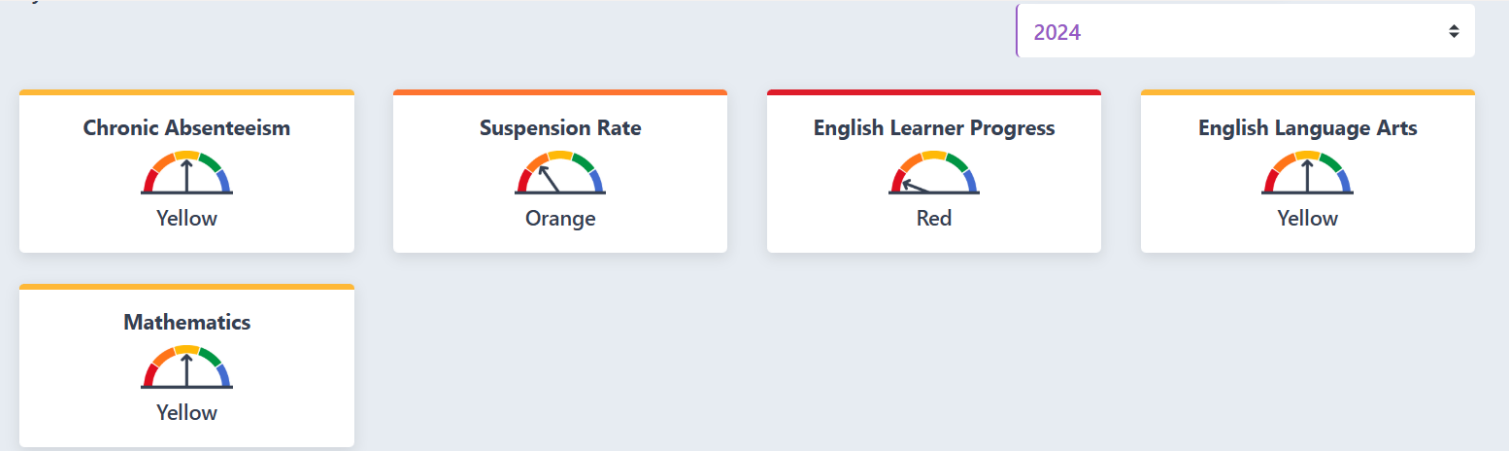 2024
Chronic Absenteeism
Yellow
Suspension Rate
Orange
English Learner Progress
Red
English Language Arts
Yellow
Mathematics
Yellow